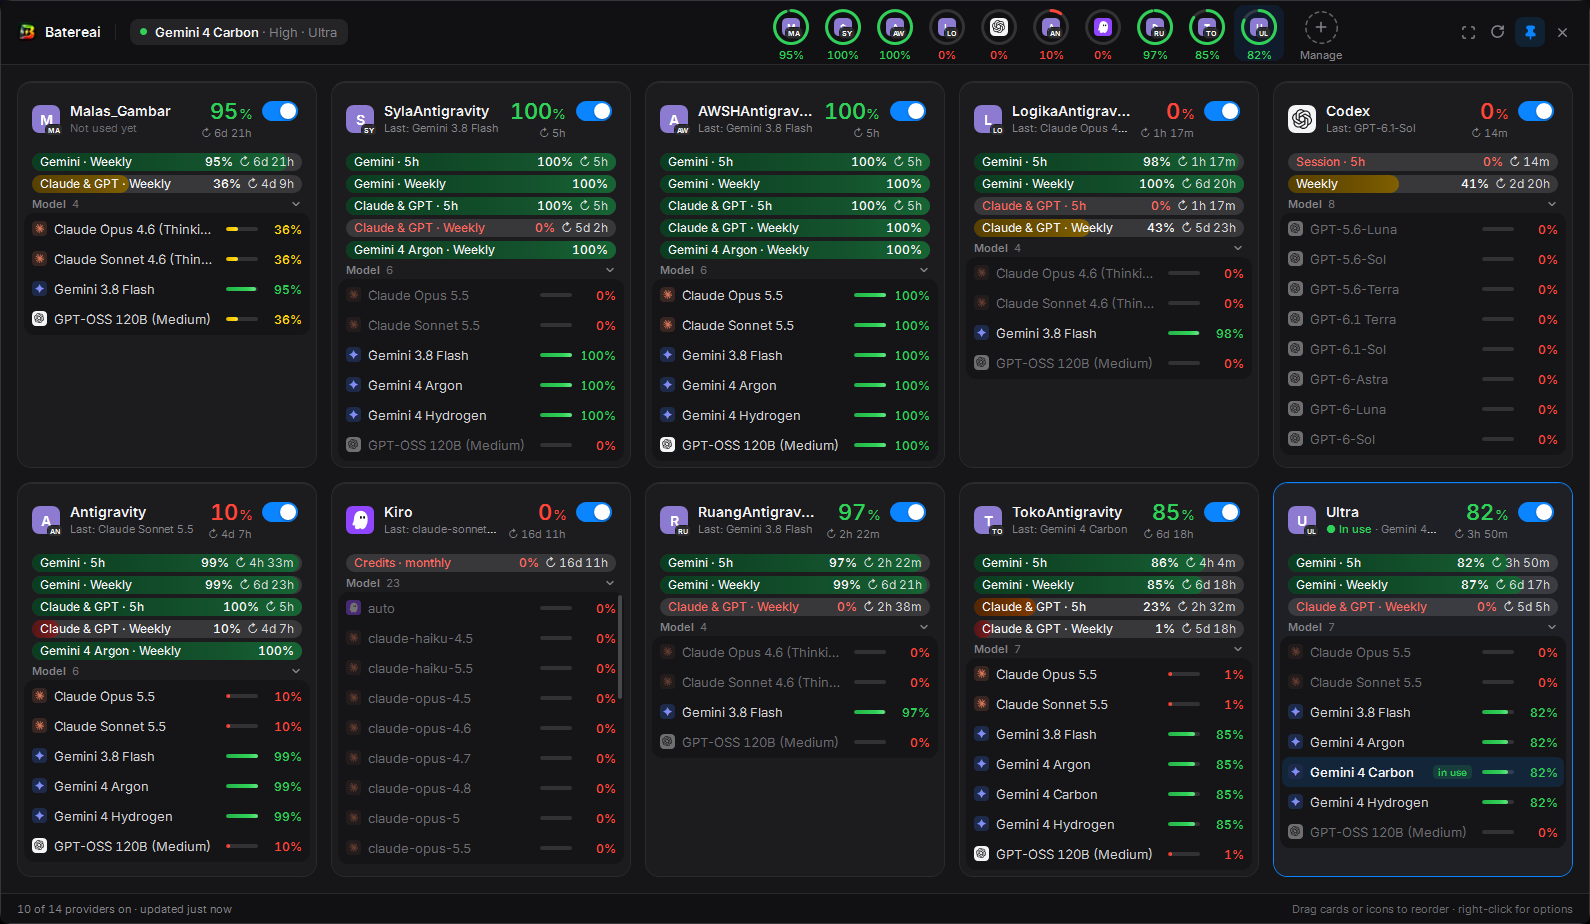 Batereai
Gemini 4 Carbon · High · Ultra
MA 95%
SY 100%
AW 100%
LO 0%
0%
AN 10%
0%
RU 97%
TO 85%
UL 82%
Manage
M MA Malas_Gambar 95%
Not used yet 6d 21h
Gemini · Weekly 95% 6d 21h
Claude & GPT · Weekly 36% 4d 9h
Model 4
Claude Opus 4.6 (Thinki... 36%
Claude Sonnet 4.6 (Thin... 36%
Gemini 3.8 Flash 95%
GPT-OSS 120B (Medium) 36%
S SY SylaAntigravity 100%
Last: Gemini 3.8 Flash 5h
Gemini · 5h 100% 5h
Gemini · Weekly 100%
Claude & GPT · 5h 100% 5h
Claude & GPT · Weekly 0% 5d 2h
Gemini 4 Argon · Weekly 100%
Model 6
Claude Opus 5.5 0%
Claude Sonnet 5.5 0%
Gemini 3.8 Flash 100%
Gemini 4 Argon 100%
Gemini 4 Hydrogen 100%
GPT-OSS 120B (Medium) 0%
A AW AWSHAntigrav... 100%
Last: Gemini 3.8 Flash 5h
Gemini · 5h 100% 5h
Gemini · Weekly 100%
Claude & GPT · 5h 100% 5h
Claude & GPT · Weekly 100%
Gemini 4 Argon · Weekly 100%
Model 6
Claude Opus 5.5 100%
Claude Sonnet 5.5 100%
Gemini 3.8 Flash 100%
Gemini 4 Argon 100%
Gemini 4 Hydrogen 100%
GPT-OSS 120B (Medium) 100%
L LO LogikaAntigrav... 0%
Last: Claude Opus 4... 1h 17m
Gemini · 5h 98% 1h 17m
Gemini · Weekly 100% 6d 20h
Claude & GPT · 5h 0% 1h 17m
Claude & GPT · Weekly 43% 5d 23h
Model 4
Claude Opus 4.6 (Thinki... 0%
Claude Sonnet 4.6 (Thin... 0%
Gemini 3.8 Flash 98%
GPT-OSS 120B (Medium) 0%
Codex 0%
Last: GPT-6.1-Sol 14m
Session · 5h 0% 14m
Weekly 41% 2d 20h
Model 8
GPT-5.6-Luna 0%
GPT-5.6-Sol 0%
GPT-5.6-Terra 0%
GPT-6.1 Terra 0%
GPT-6.1-Sol 0%
GPT-6-Astra 0%
GPT-6-Luna 0%
GPT-6-Sol 0%
A AN Antigravity 10%
Last: Claude Sonnet 5.5 4d 7h
Gemini · 5h 99% 4h 33m
Gemini · Weekly 99% 6d 23h
Claude & GPT · 5h 100% 5h
Claude & GPT · Weekly 10% 4d 7h
Gemini 4 Argon · Weekly 100%
Model 6
Claude Opus 5.5 10%
Claude Sonnet 5.5 10%
Gemini 3.8 Flash 99%
Gemini 4 Argon 99%
Gemini 4 Hydrogen 99%
GPT-OSS 120B (Medium) 10%
Kiro 0%
Last: claude-sonnet... 16d 11h
Credits · monthly 0% 16d 11h
Model 23
auto 0%
claude-haiku-4.5 0%
claude-haiku-5.5 0%
claude-opus-4.5 0%
claude-opus-4.6 0%
claude-opus-4.7 0%
claude-opus-4.8 0%
claude-opus-5 0%
claude-opus-5.5 0%
R RU RuangAntigrav... 97%
Last: Gemini 3.8 Flash 2h 22m
Gemini · 5h 97% 2h 22m
Gemini · Weekly 99% 6d 21h
Claude & GPT · Weekly 0% 2h 38m
Model 4
Claude Opus 4.6 (Thinki... 0%
Claude Sonnet 4.6 (Thin... 0%
Gemini 3.8 Flash 97%
GPT-OSS 120B (Medium) 0%
T TO TokoAntigravity 85%
Last: Gemini 4 Carbon 6d 18h
Gemini · 5h 86% 4h 4m
Gemini · Weekly 85% 6d 18h
Claude & GPT · 5h 23% 2h 32m
Claude & GPT · Weekly 1% 5d 18h
Model 7
Claude Opus 5.5 1%
Claude Sonnet 5.5 1%
Gemini 3.8 Flash 85%
Gemini 4 Argon 85%
Gemini 4 Carbon 85%
Gemini 4 Hydrogen 85%
GPT-OSS 120B (Medium) 1%
U UL Ultra 82%
In use · Gemini 4... 3h 50m
Gemini · 5h 82% 3h 50m
Gemini · Weekly 87% 6d 17h
Claude & GPT · Weekly 0% 5d 5h
Model 7
Claude Opus 5.5 0%
Claude Sonnet 5.5 0%
Gemini 3.8 Flash 82%
Gemini 4 Argon 82%
Gemini 4 Carbon in use 82%
Gemini 4 Hydrogen 82%
GPT-OSS 120B (Medium) 0%
10 of 14 providers on · updated just now
Drag cards or icons to reorder · right-click for options